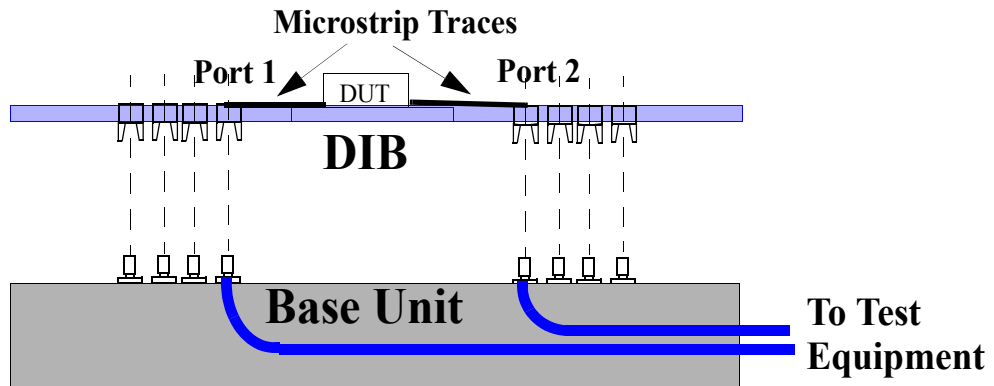 Microstrip Traces
Port 1
Port 2
DUT
DIB
Base Unit
To Test
Equipment